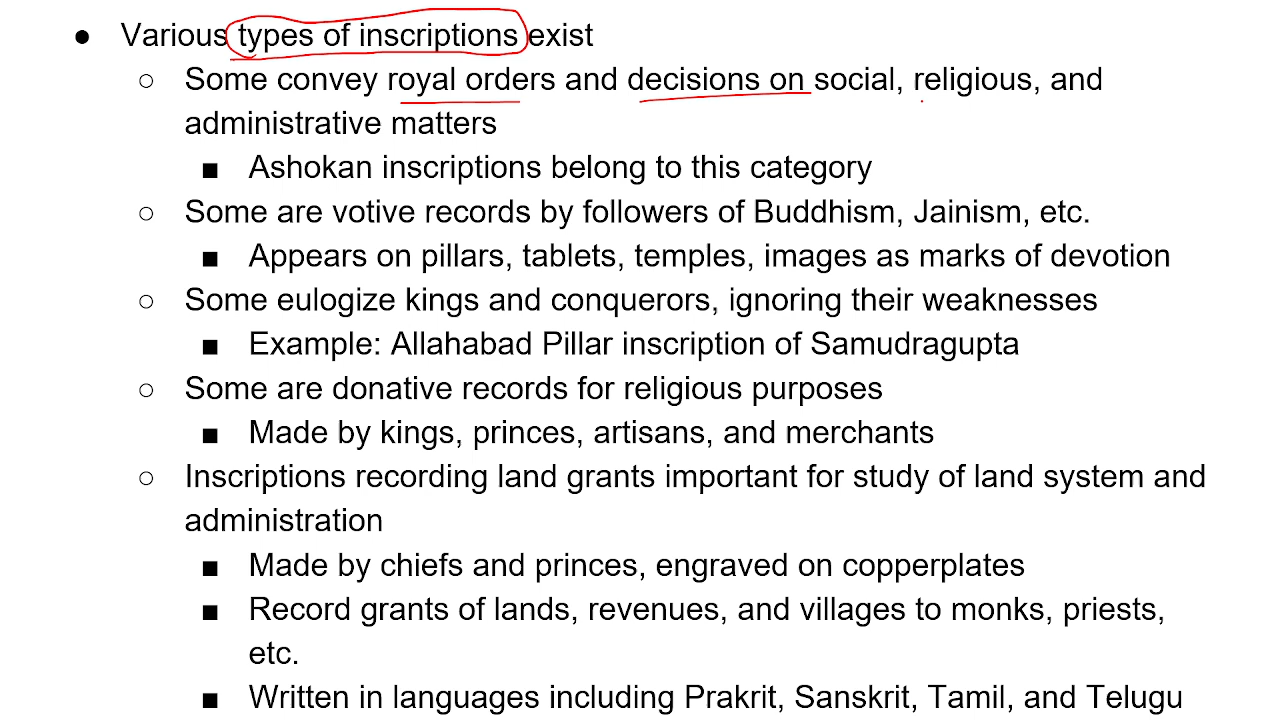 ● Various types of inscriptions exist
○ Some convey royal orders and decisions on social, religious, and
administrative matters
■ Ashokan inscriptions belong to this category
○ Some are votive records by followers of Buddhism, Jainism, etc.
■ Appears on pillars, tablets, temples, images as marks of devotion
○ Some eulogize kings and conquerors, ignoring their weaknesses
■ Example: Allahabad Pillar inscription of Samudragupta
○ Some are donative records for religious purposes
■ Made by kings, princes, artisans, and merchants
○ Inscriptions recording land grants important for study of land system and
administration
■ Made by chiefs and princes, engraved on copperplates
■ Record grants of lands, revenues, and villages to monks, priests,
etc.
■ Written in languages including Prakrit, Sanskrit, Tamil, and Telugu